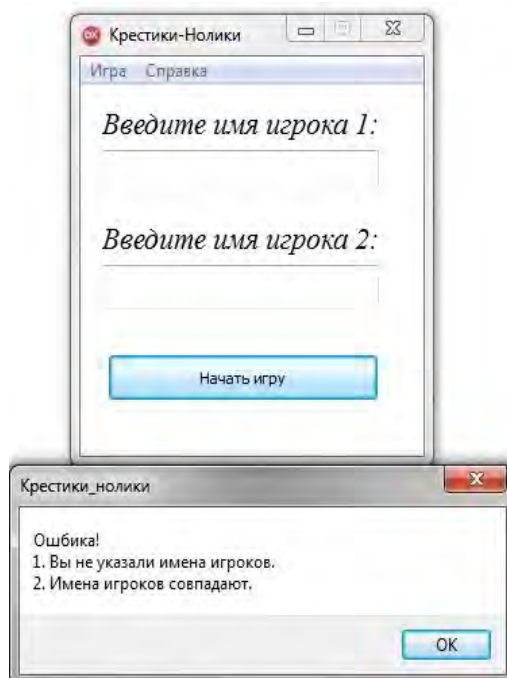 Крестики-Нолики
Игра Справка
Введите имя игрока 1:
Введите имя игрока 2:
Начать игру
Крестики_нолики
Ошбика!
1. Вы не указали имена игроков.
2. Имена игроков совпадают.
OK